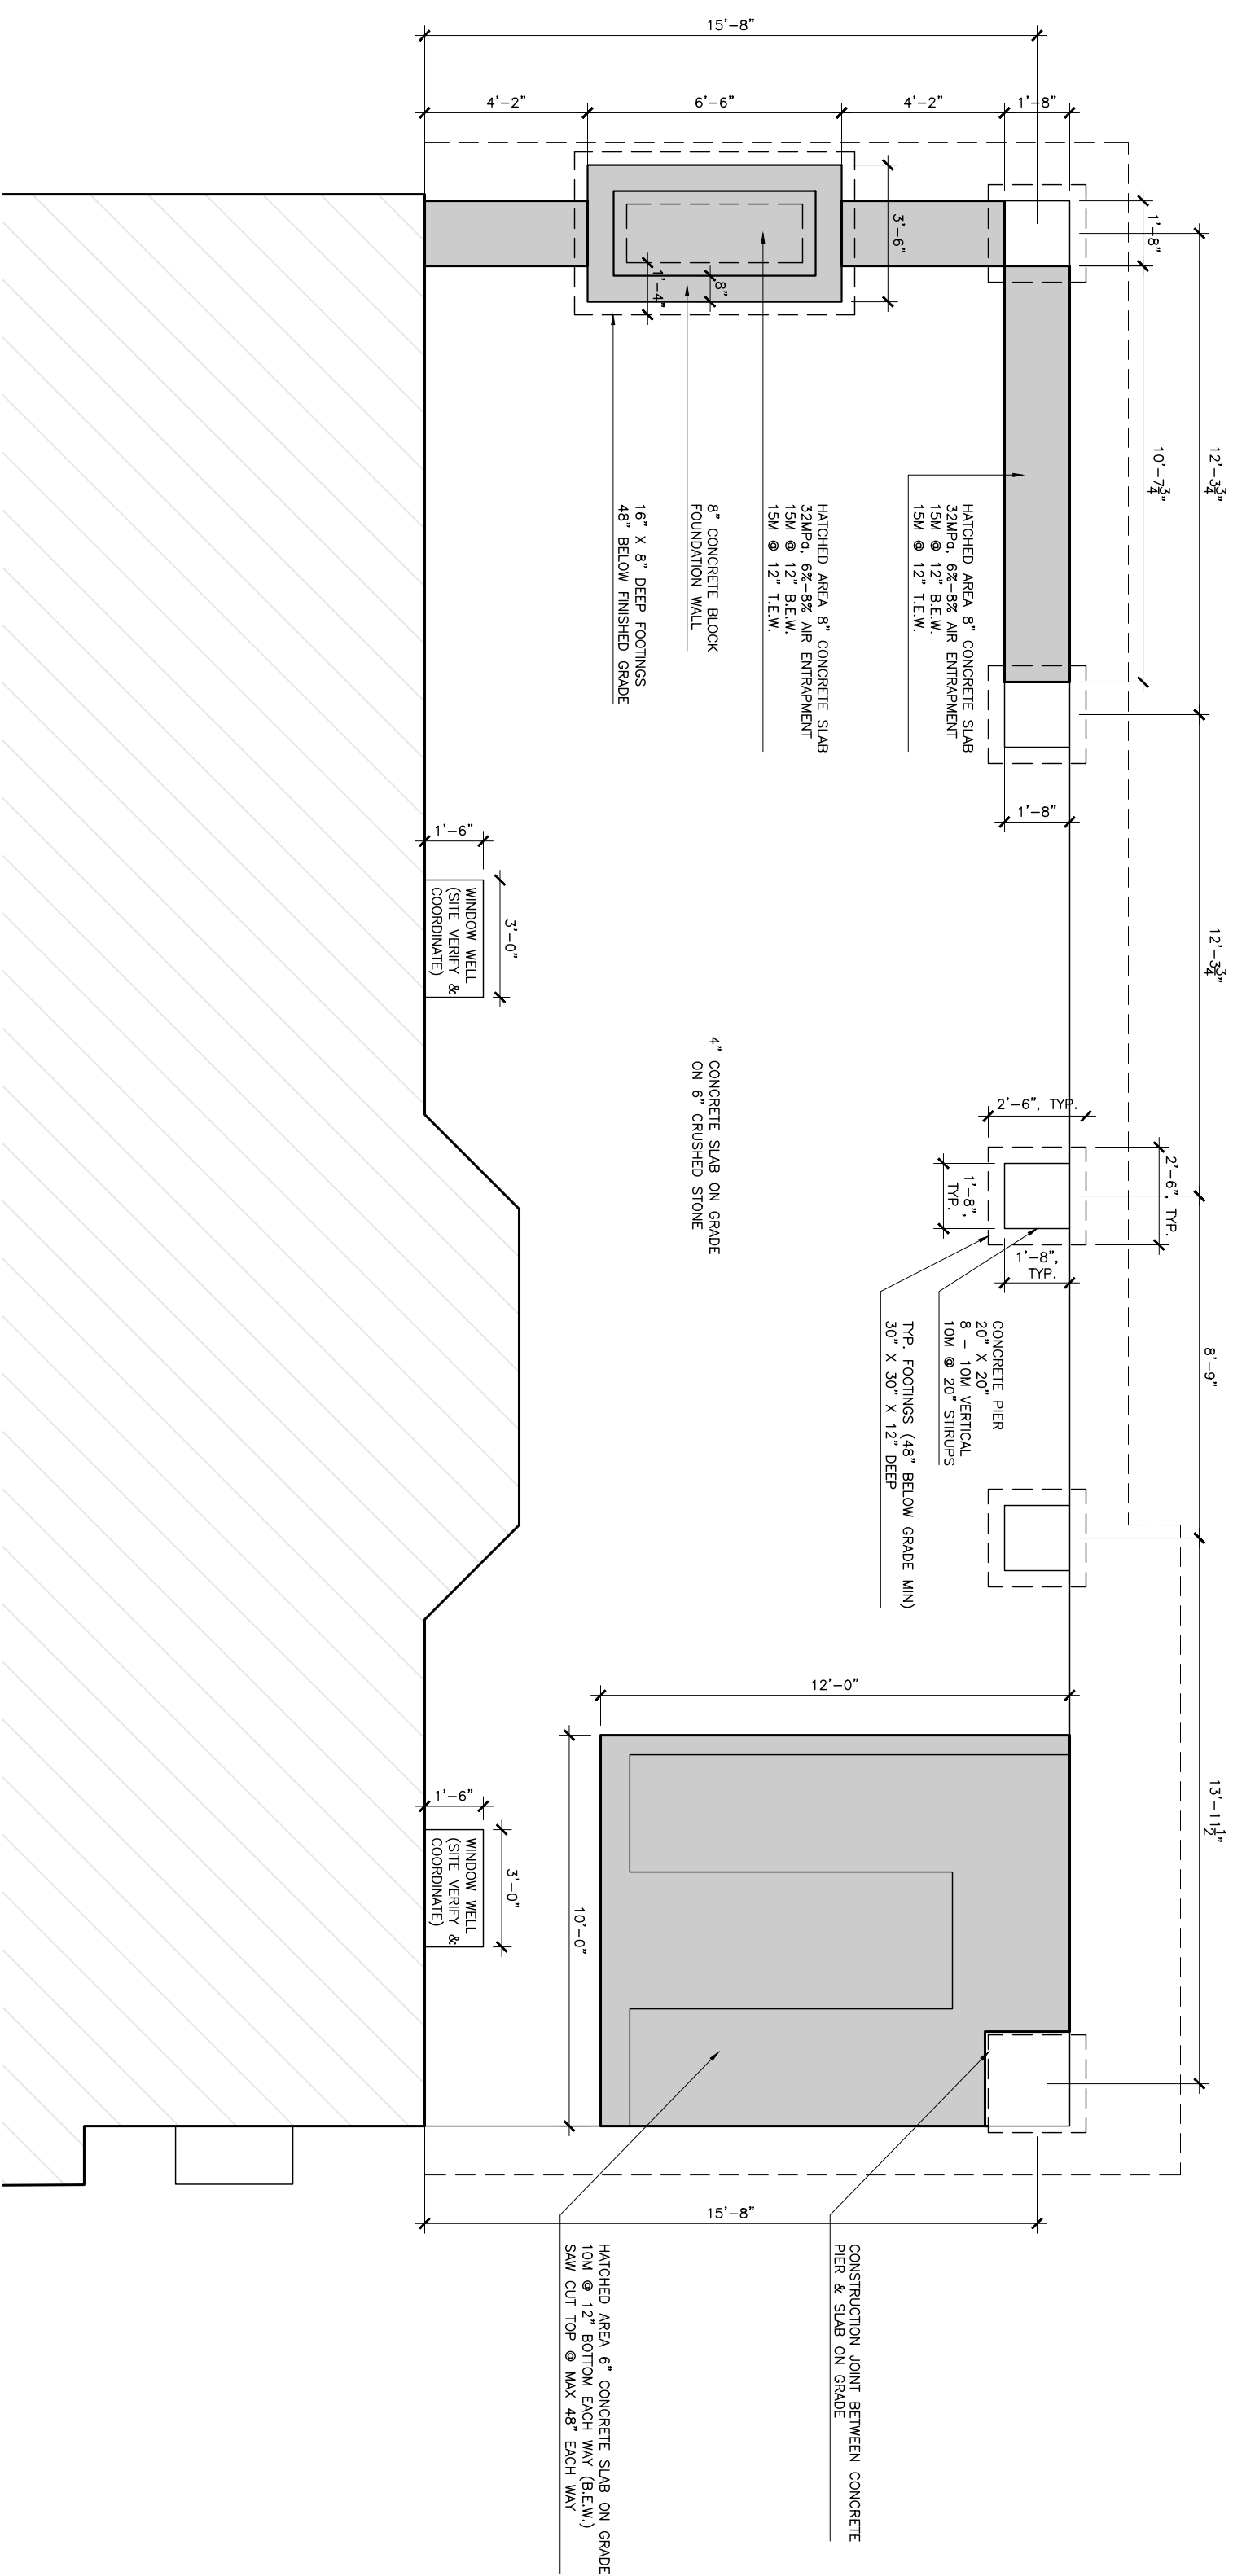 15'-8"
4'-2"
6'-6"
4'-2"
1'-8"
3'-6"
1'-8"
8"
1'-4"
12'-3 3/4"
10'-7 3/4"
12'-3 3/4"
8'-9"
13'-11 1/2"
HATCHED AREA 8" CONCRETE SLAB
32MPa, 6%-8% AIR ENTRAPMENT
15M @ 12" B.E.W.
15M @ 12" T.E.W.
HATCHED AREA 8" CONCRETE SLAB
32MPa, 6%-8% AIR ENTRAPMENT
15M @ 12" B.E.W.
15M @ 12" T.E.W.
8" CONCRETE BLOCK
FOUNDATION WALL
16" X 8" DEEP FOOTINGS
48" BELOW FINISHED GRADE
1'-8"
1'-6"
3'-0"
WINDOW WELL
(SITE VERIFY &
COORDINATE)
4" CONCRETE SLAB ON GRADE
ON 6" CRUSHED STONE
2'-6", TYP.
2'-6", TYP.
1'-8",
TYP.
1'-8",
TYP.
CONCRETE PIER
20" X 20"
8 - 10M VERTICAL
10M @ 20" STIRUPS
TYP. FOOTINGS (48" BELOW GRADE MIN)
30" X 30" X 12" DEEP
12'-0"
10'-0"
1'-6"
3'-0"
WINDOW WELL
(SITE VERIFY &
COORDINATE)
15'-8"
CONSTRUCTION JOINT BETWEEN CONCRETE
PIER & SLAB ON GRADE
HATCHED AREA 6" CONCRETE SLAB ON GRADE
10M @ 12" BOTTOM EACH WAY (B.E.W.)
SAW CUT TOP @ MAX 48" EACH WAY